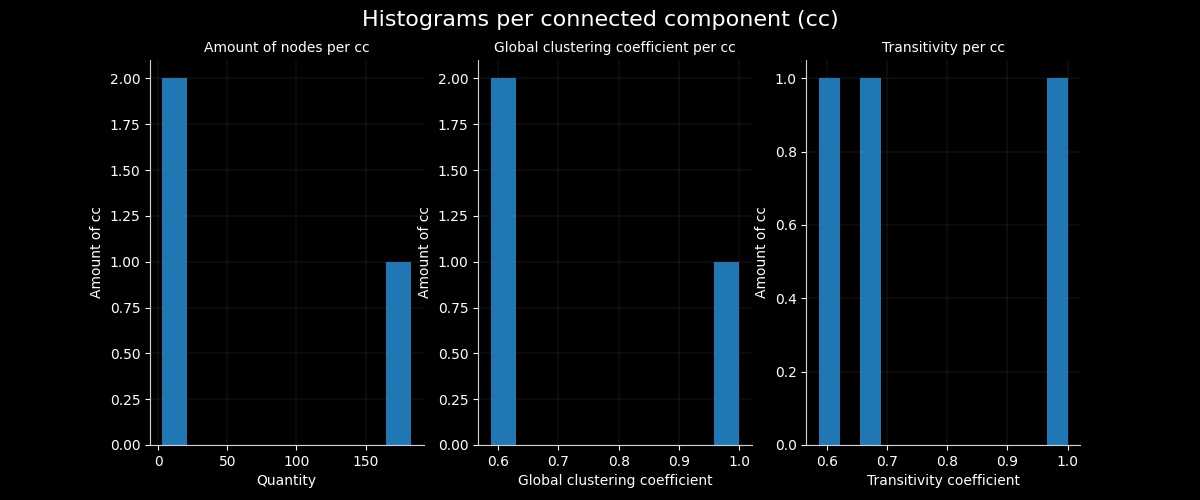 Histograms per connected component (cc)
Amount of nodes per cc
2.00
1.75
1.50
1.25
1.00
0.75
0.50
0.25
0.00
Amount of cc
0 50 100 150
Quantity
Global clustering coefficient per cc
2.00
1.75
1.50
1.25
1.00
0.75
0.50
0.25
0.00
Amount of cc
0.6 0.7 0.8 0.9 1.0
Global clustering coefficient
Transitivity per cc
1.0
0.8
0.6
0.4
0.2
0.0
Amount of cc
0.6 0.7 0.8 0.9 1.0
Transitivity coefficient